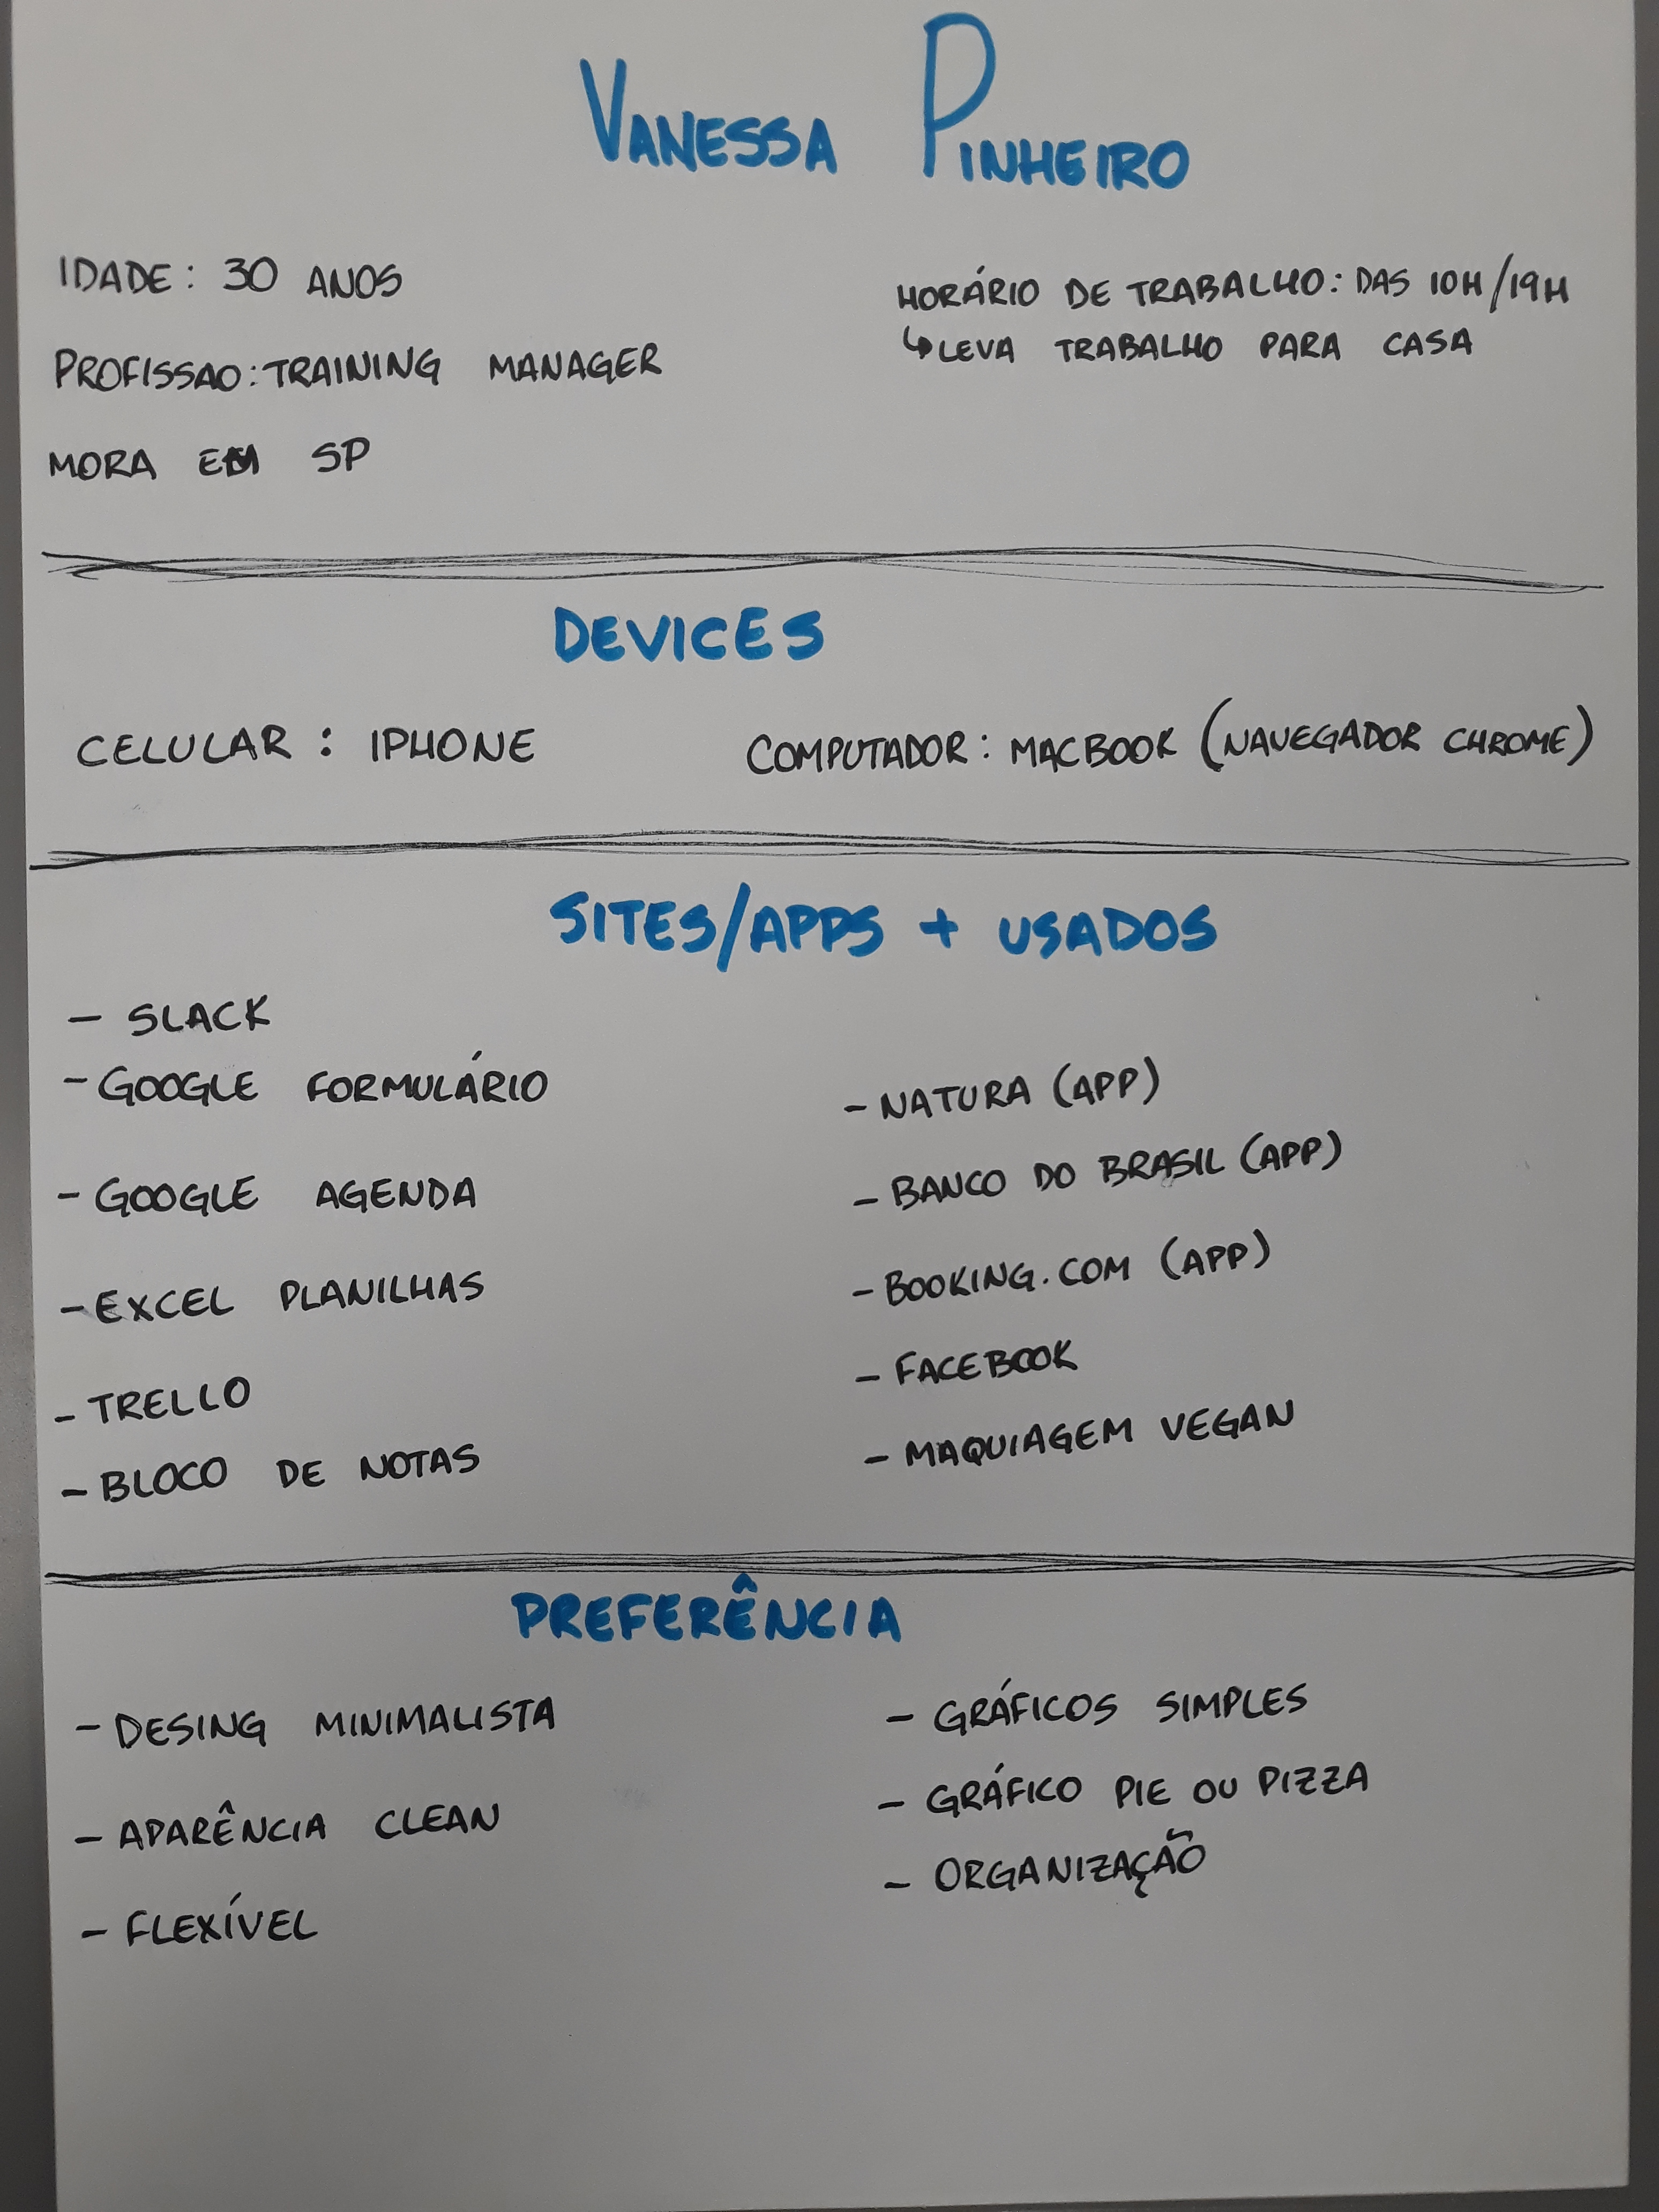 VANESSA PINHEIRO
IDADE: 30 ANOS
PROFISSAO: TRAINING MANAGER
MORA EM SP
HORÁRIO DE TRABALHO: DAS 10H/19H
↳ LEVA TRABALHO PARA CASA
DEVICES
CELULAR : IPHONE
COMPUTADOR: MACBOOK (NAVEGADOR CHROME)
SITES/APPS + USADOS
- SLACK
- GOOGLE FORMULÁRIO
- GOOGLE AGENDA
- EXCEL PLANILHAS
- TRELLO
- BLOCO DE NOTAS
- NATURA (APP)
- BANCO DO BRASIL (APP)
- BOOKING.COM (APP)
- FACEBOOK
- MAQUIAGEM VEGAN
PREFERÊNCIA
- DESING MINIMALISTA
- APARÊNCIA CLEAN
- FLEXÍVEL
- GRÁFICOS SIMPLES
- GRÁFICO PIE OU PIZZA
- ORGANIZAÇÃO